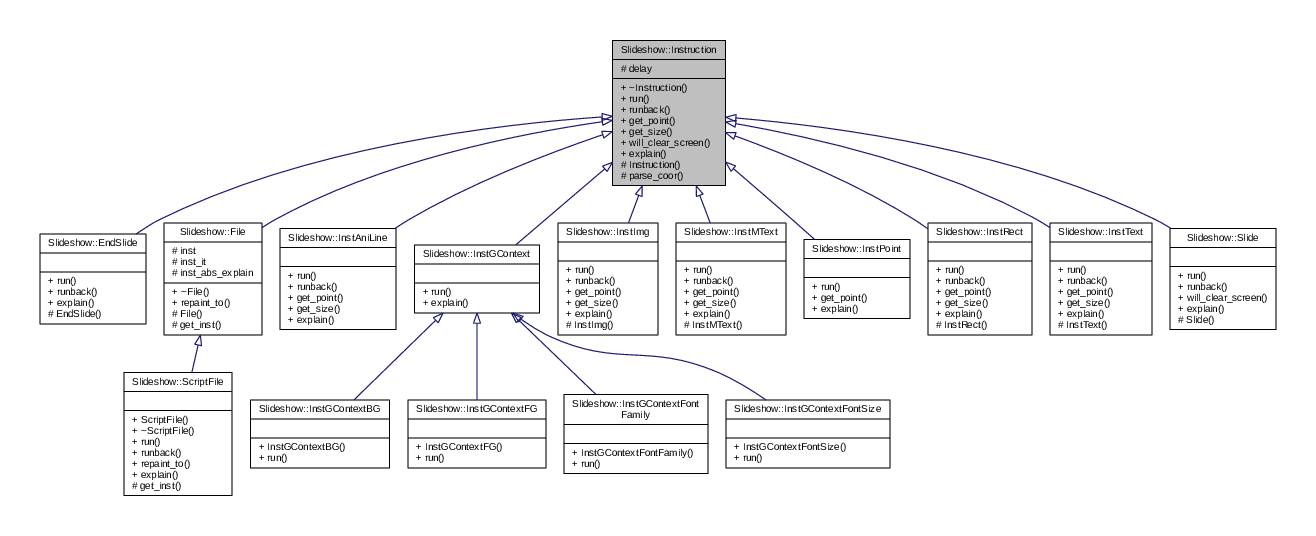 Slideshow::Instruction
# delay
+ ~Instruction()
+ run()
+ runback()
+ get_point()
+ get_size()
+ will_clear_screen()
+ explain()
# Instruction()
# parse_coor()
Slideshow::EndSlide
+ run()
+ runback()
+ explain()
# EndSlide()
Slideshow::File
# inst
# inst_it
# inst_abs_explain
+ ~File()
+ repaint_to()
# File()
# get_inst()
Slideshow::InstAniLine
+ run()
+ runback()
+ get_point()
+ get_size()
+ explain()
Slideshow::InstGContext
+ run()
+ explain()
Slideshow::InstImg
+ run()
+ runback()
+ get_point()
+ get_size()
+ explain()
# InstImg()
Slideshow::InstMText
+ run()
+ runback()
+ get_point()
+ get_size()
+ explain()
# InstMText()
Slideshow::InstPoint
+ run()
+ get_point()
+ explain()
Slideshow::InstRect
+ run()
+ runback()
+ get_point()
+ get_size()
+ explain()
# InstRect()
Slideshow::InstText
+ run()
+ runback()
+ get_point()
+ get_size()
+ explain()
# InstText()
Slideshow::Slide
+ run()
+ runback()
+ will_clear_screen()
+ explain()
# Slide()
Slideshow::ScriptFile
+ ScriptFile()
+ ~ScriptFile()
+ run()
+ runback()
+ repaint_to()
+ explain()
# get_inst()
Slideshow::InstGContextBG
+ InstGContextBG()
+ run()
Slideshow::InstGContextFG
+ InstGContextFG()
+ run()
Slideshow::InstGContextFont
Family
+ InstGContextFontFamily()
+ run()
Slideshow::InstGContextFontSize
+ InstGContextFontSize()
+ run()